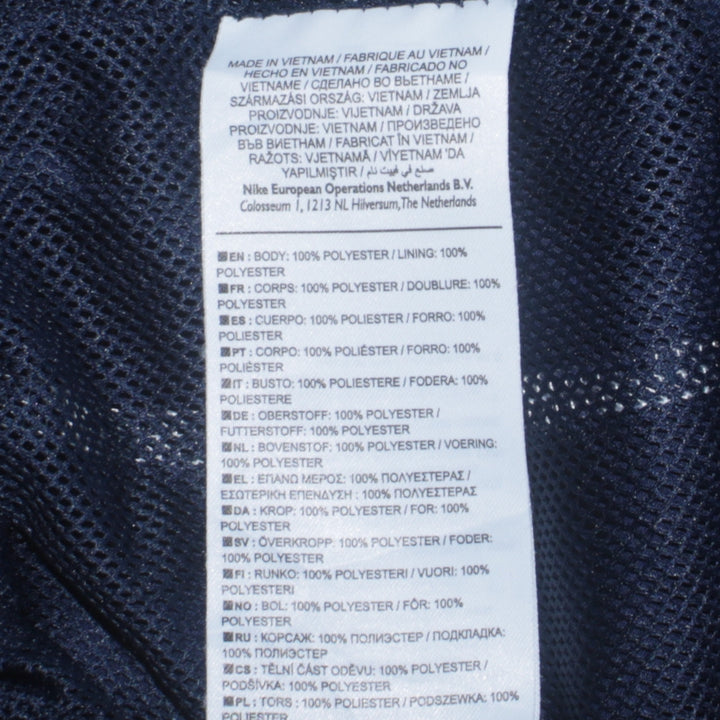 MADE IN VIETNAM / FABRIQUE AU VIETNAM /
HECHO EN VIETNAM / FABRICADO NO
VIETNAME / СДЕЛАНО ВО ВЬЕТНАМЕ /
SZÁRMAZÁSI ORSZÁG: VIETNAM / ZEMLJA
PROIZVODNJE: VIJETNAM / DRŽAVA
PROIZVODNJE: VIETNAM / ПРОИЗВЕДЕНО
ВЪВ ВИЕТНАМ / FABRICAT ÎN VIETNAM /
RAŽOTS: VJETNAMĀ / VİYETNAM 'DA
YAPILMIŞTIR / صنع في فييت نام
Nike European Operations Netherlands B.V.
Colosseum 1, 1213 NL Hilversum, The Netherlands
EN : BODY: 100% POLYESTER / LINING: 100%
POLYESTER
FR : CORPS: 100% POLYESTER / DOUBLURE: 100%
POLYESTER
ES : CUERPO: 100% POLIESTER / FORRO: 100%
POLIESTER
PT : CORPO: 100% POLIÉSTER / FORRO: 100%
POLIÉSTER
IT : BUSTO: 100% POLIESTERE / FODERA: 100%
POLIESTERE
DE : OBERSTOFF: 100% POLYESTER /
FUTTERSTOFF: 100% POLYESTER
NL : BOVENSTOF: 100% POLYESTER / VOERING:
100% POLYESTER
EL : ΕΠΑΝΩ ΜΕΡΟΣ: 100% ΠΟΛΥΕΣΤΕΡΑΣ /
ΕΣΩΤΕΡΙΚΗ ΕΠΕΝΔΥΣΗ : 100% ΠΟΛΥΕΣΤΕΡΑΣ
DA : KROP: 100% POLYESTER / FOR: 100%
POLYESTER
SV : ÖVERKROPP: 100% POLYESTER / FODER:
100% POLYESTER
FI : RUNKO: 100% POLYESTERI / VUORI: 100%
POLYESTERI
NO : BOL: 100% POLYESTER / FÔR: 100%
POLYESTER
RU : КОРСАЖ: 100% ПОЛИЭСТЕР / ПОДКЛАДКА:
100% ПОЛИЭСТЕР
CS : TĚLNÍ ČÁST ODĚVU: 100% POLYESTER /
PODŠÍVKA: 100% POLYESTER
PL : TORS : 100% POLIESTER / PODSZEWKA: 100%
POLIESTER